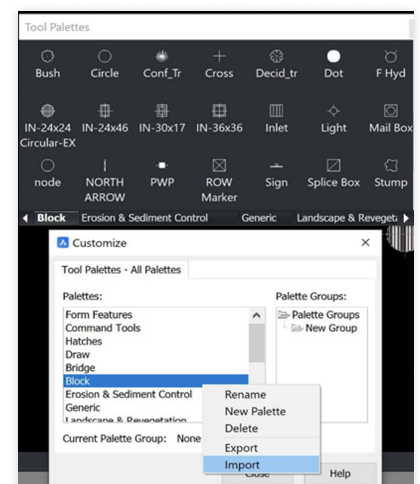 Tool Palettes
Bush Circle Conf_Tr Cross Decid_tr Dot F Hyd
IN-24x24 IN-24x46 IN-30x17 IN-36x36 Inlet Light Mail Box
Circular-EX
node NORTH PWP ROW Sign Splice Box Stump
ARROW Marker
Block Erosion & Sediment Control Generic Landscape & Revegeta
Customize
Tool Palettes - All Palettes
Palettes: Palette Groups:
Form Features Palette Groups
Command Tools New Group
Hatches
Draw
Bridge
Block
Erosion & Sediment Control Rename
Generic New Palette
Landscape & Revegetation Delete
Current Palette Group: None Export
Import
Close Help